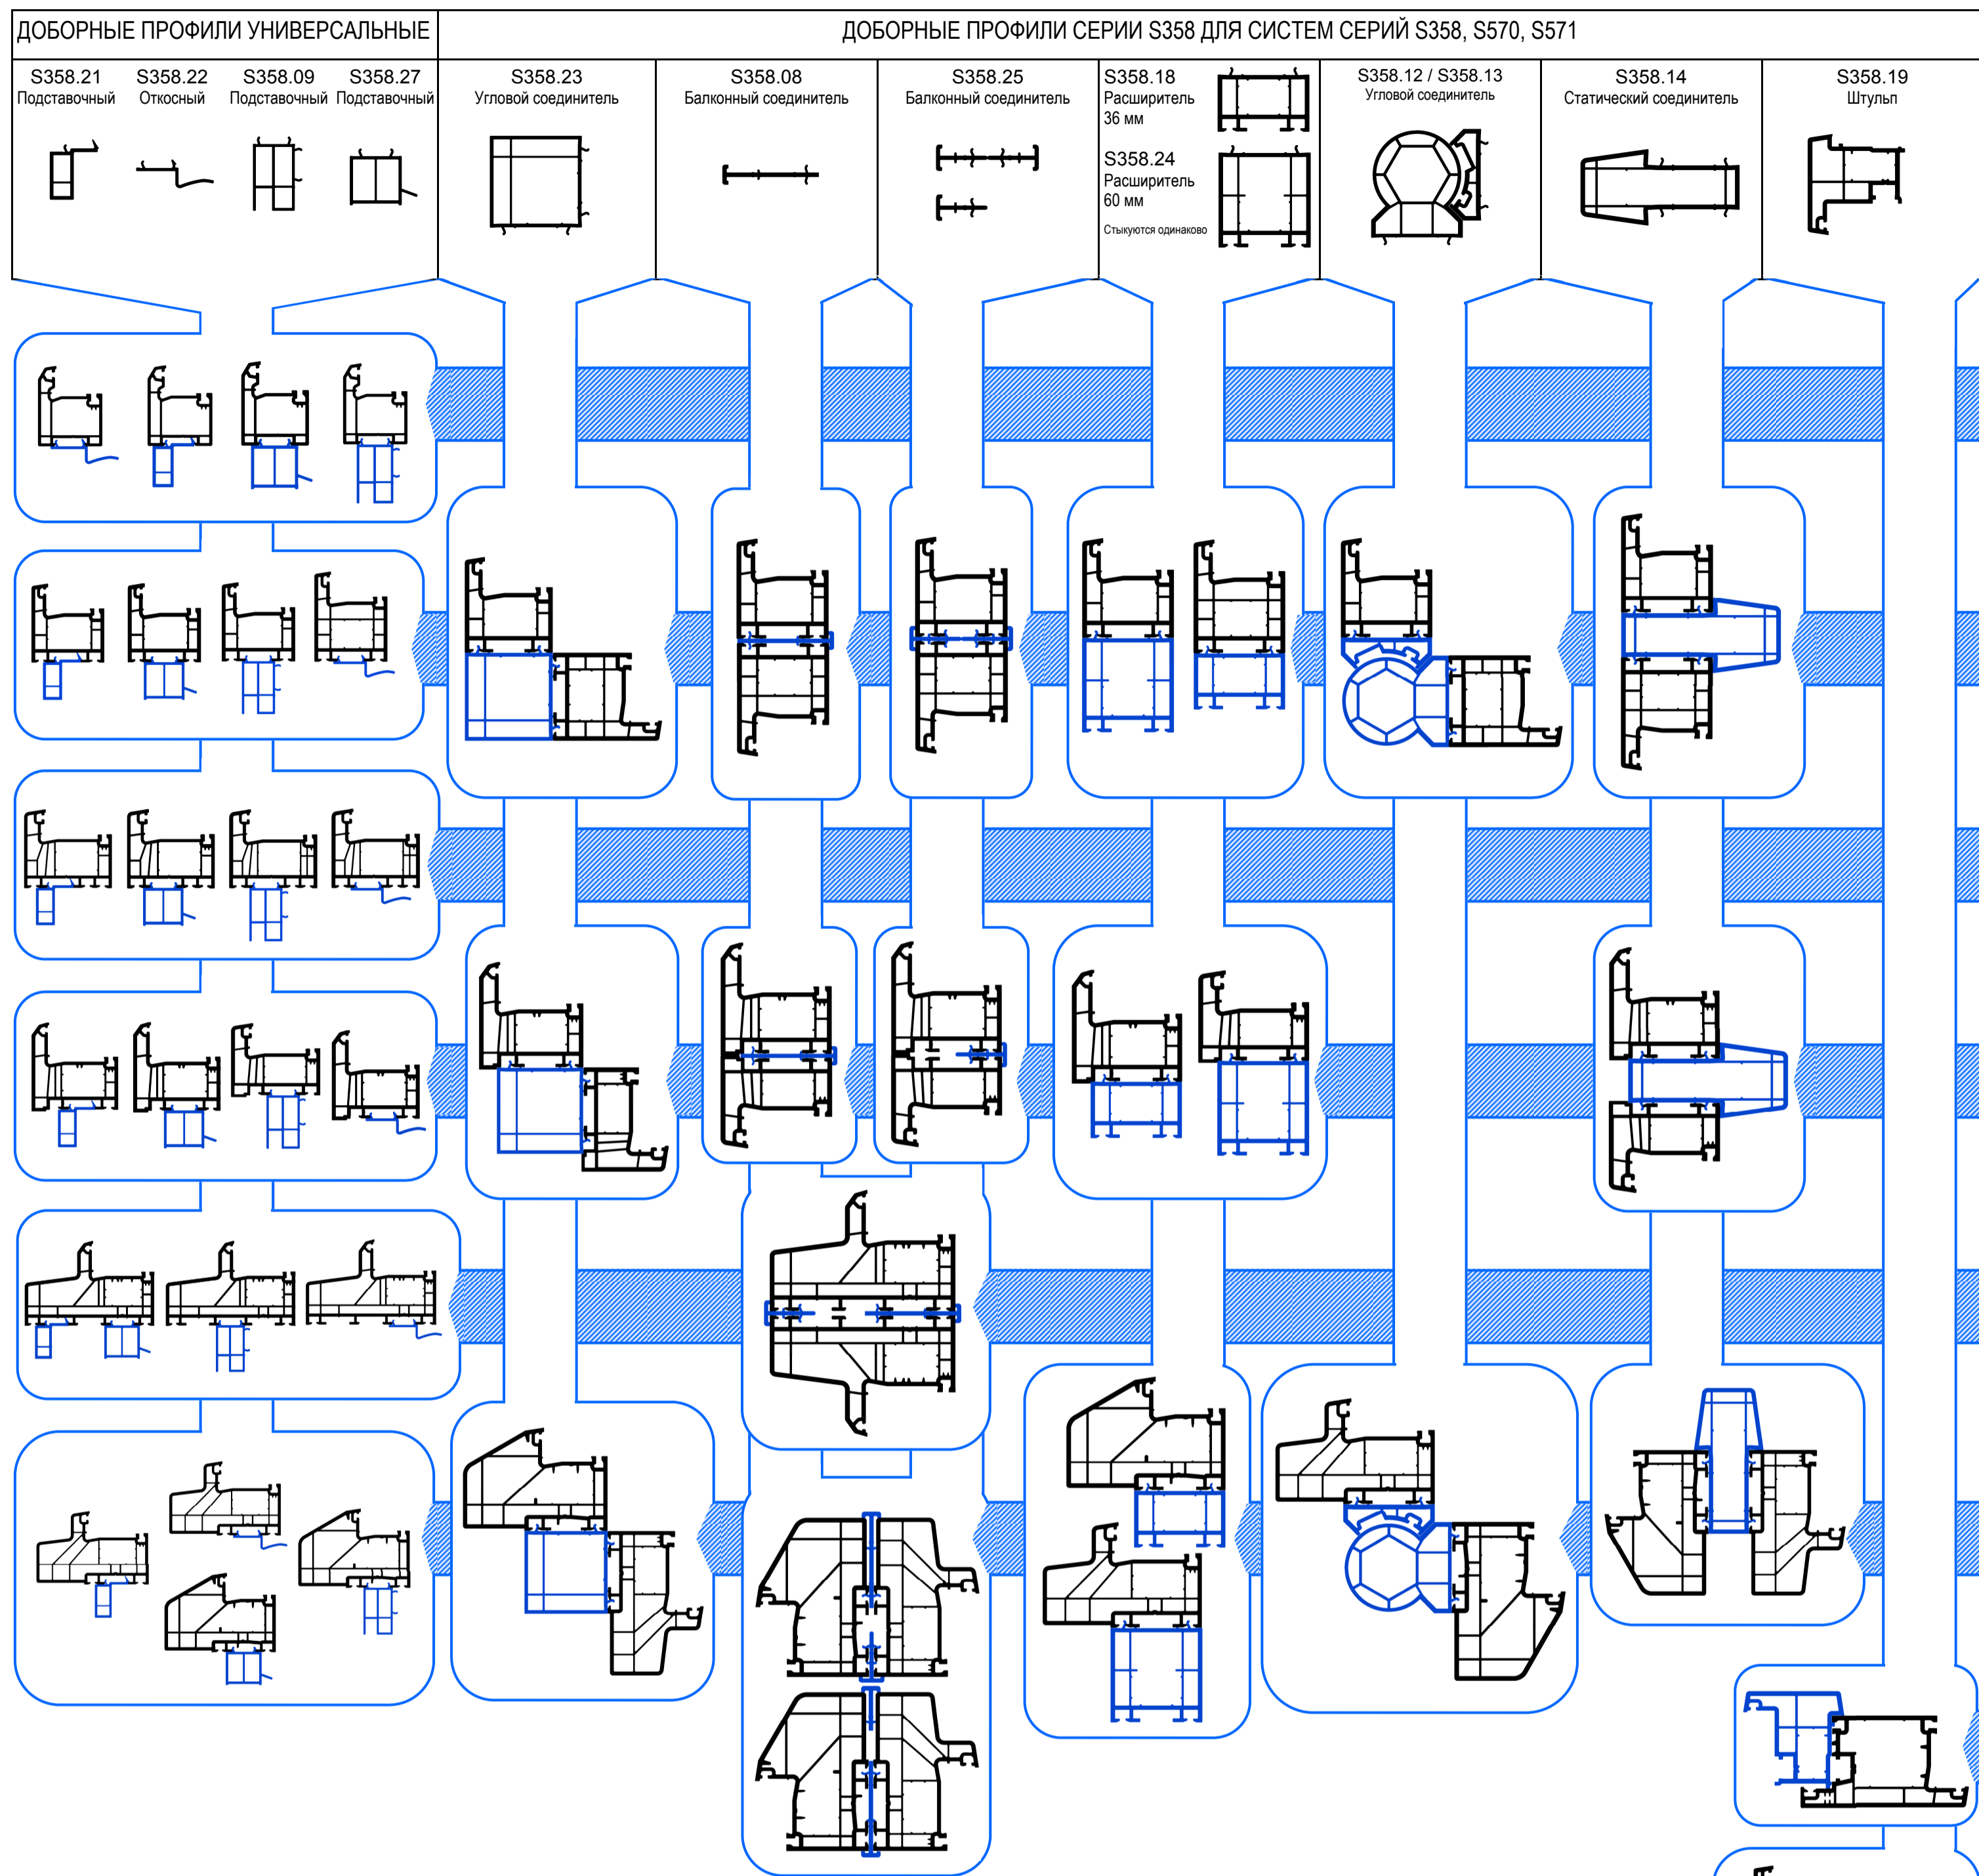 ДОБОРНЫЕ ПРОФИЛИ УНИВЕРСАЛЬНЫЕ
ДОБОРНЫЕ ПРОФИЛИ СЕРИИ S358 ДЛЯ СИСТЕМ СЕРИЙ S358, S570, S571
S358.21
Подставочный
S358.22
Откосный
S358.09
Подставочный
S358.27
Подставочный
S358.23
Угловой соединитель
S358.08
Балконный соединитель
S358.25
Балконный соединитель
S358.18
Расширитель
36 мм
S358.24
Расширитель
60 мм
Стыкуются одинаково
S358.12 / S358.13
Угловой соединитель
S358.14
Статический соединитель
S358.19
Штульп